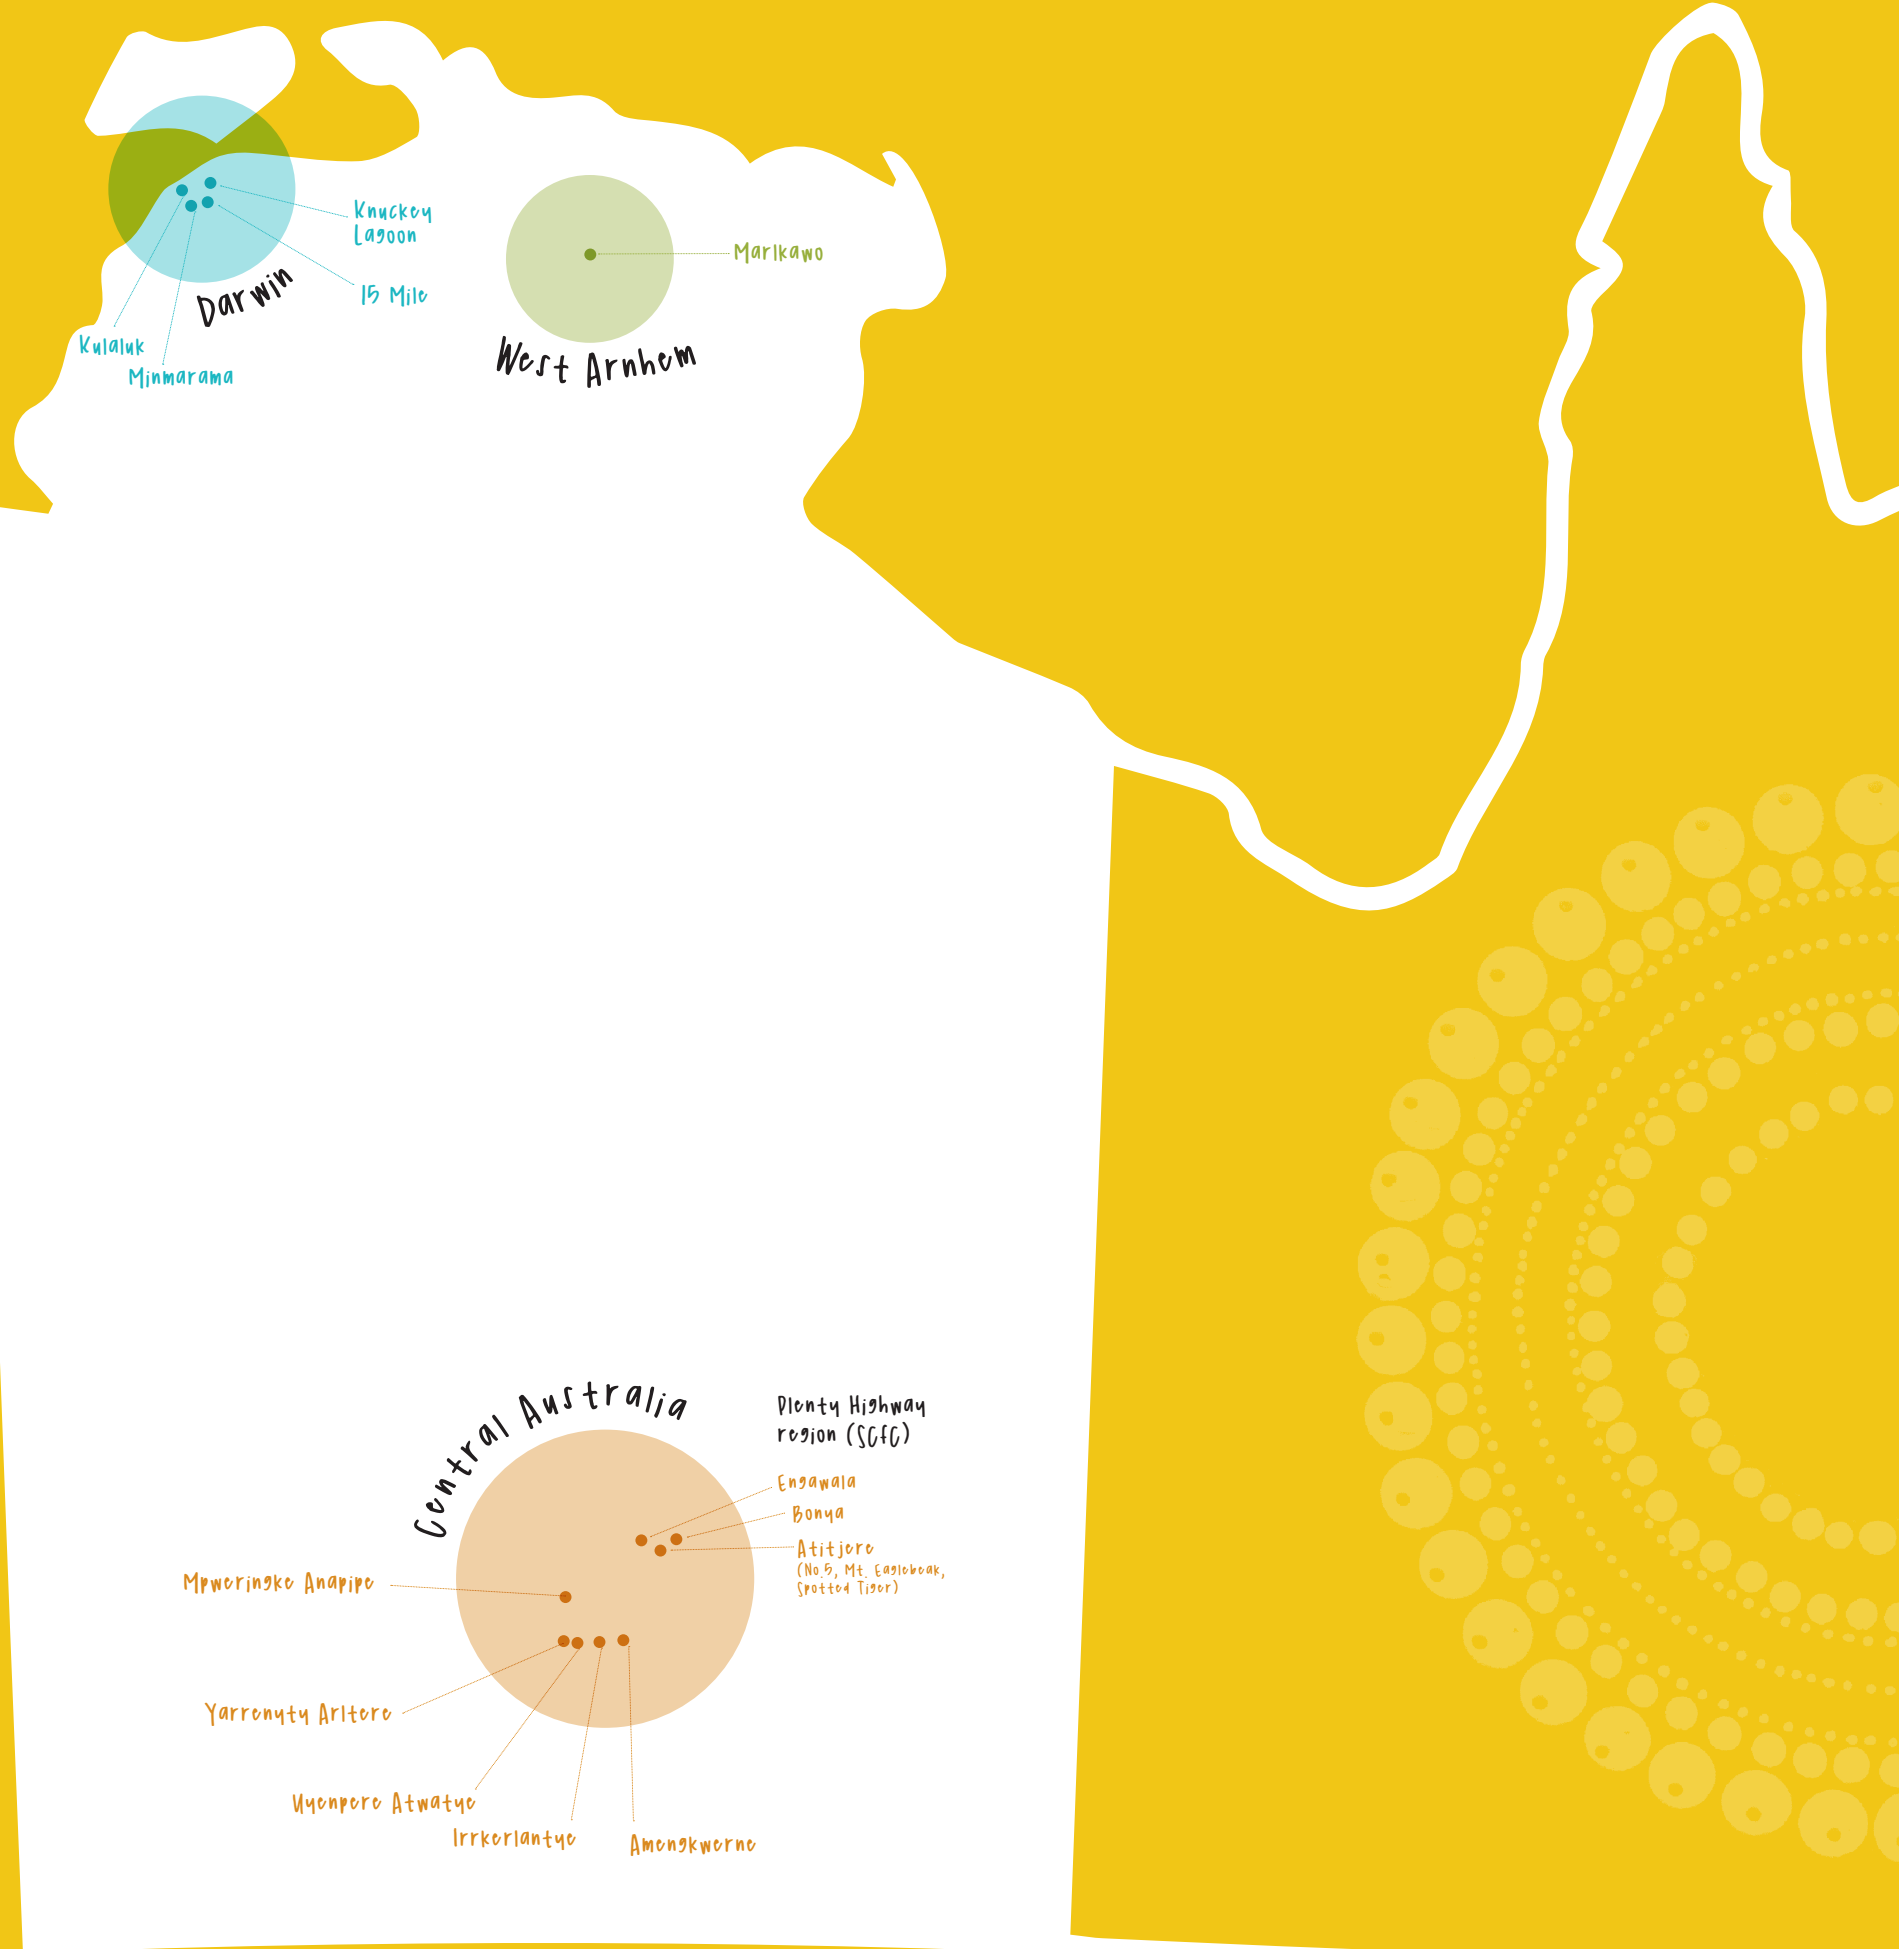 Knuckey
Lagoon
15 Mile
Darwin
Kulaluk
Minmarama
Marlkawo
West Arnhem
Central Australia
Plenty Highway
region (SCfC)
Engawala
Bonya
Atitjere
(No.5, Mt. Eaglebeak,
Spotted Tiger)
Mpweringke Anapipe
Yarrenyty Arltere
Uyenpere Atwatye
Irrkerlantye
Amengkwerne